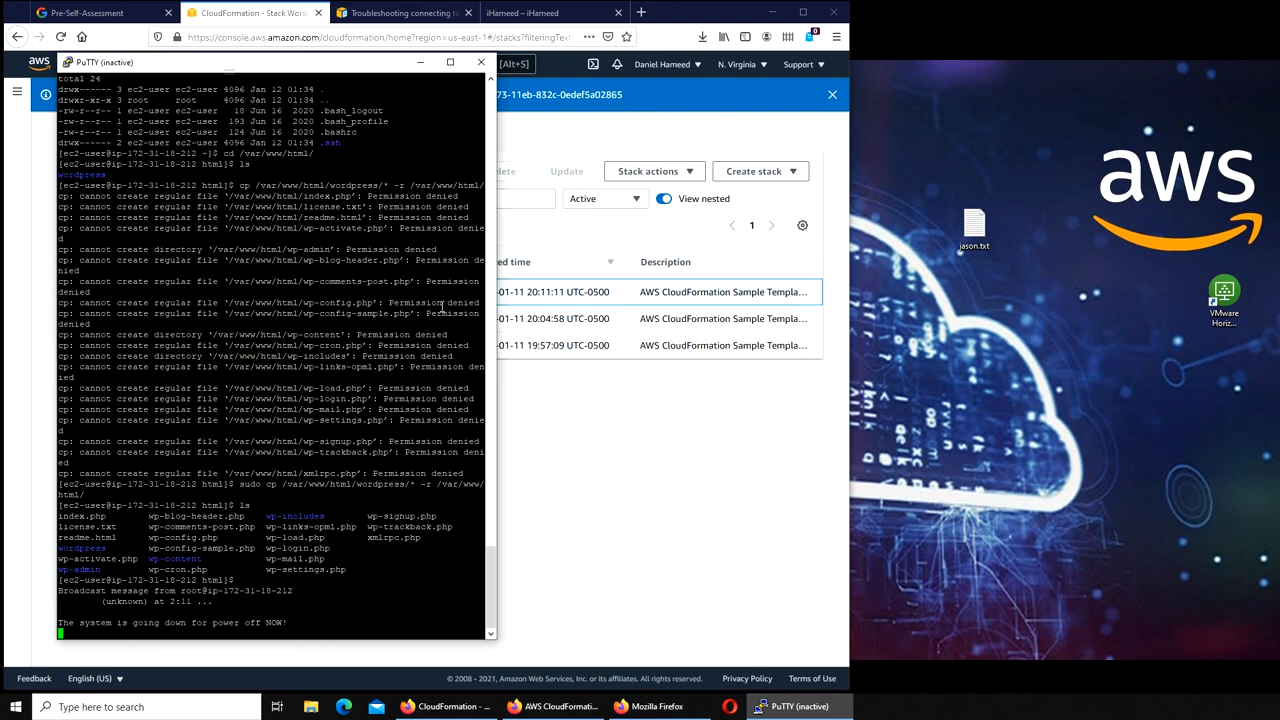 Pre-Self-Assessment
CloudFormation - Stack Word
Troubleshooting connecting to
iHameed – iHameed
https://console.aws.amazon.com/cloudformation/home?region=us-east-1#/stacks?filteringText
aws
[Alt+S]
Daniel Hameed
N. Virginia
Support
PuTTY (inactive)
73-11eb-832c-0edef5a02865
total 24
drwx------ 3 ec2-user ec2-user 4096 Jan 12 01:34 .
drwxr-xr-x 3 root     root     4096 Jan 12 01:34 ..
-rw-r--r-- 1 ec2-user ec2-user   18 Jun 16  2020 .bash_logout
-rw-r--r-- 1 ec2-user ec2-user  193 Jun 16  2020 .bash_profile
-rw-r--r-- 1 ec2-user ec2-user  124 Jun 16  2020 .bashrc
drwx------ 2 ec2-user ec2-user 4096 Jan 12 01:34 .ssh
[ec2-user@ip-172-31-18-212 ~]$ cd /var/www/html/
[ec2-user@ip-172-31-18-212 html]$ ls
wordpress
[ec2-user@ip-172-31-18-212 html]$ cp /var/www/html/wordpress/* -r /var/www/html/
cp: cannot create regular file ‘/var/www/html/index.php’: Permission denied
cp: cannot create regular file ‘/var/www/html/license.txt’: Permission denied
cp: cannot create regular file ‘/var/www/html/readme.html’: Permission denied
cp: cannot create regular file ‘/var/www/html/wp-activate.php’: Permission denie
d
cp: cannot create directory ‘/var/www/html/wp-admin’: Permission denied
cp: cannot create regular file ‘/var/www/html/wp-blog-header.php’: Permission de
nied
cp: cannot create regular file ‘/var/www/html/wp-comments-post.php’: Permission
denied
cp: cannot create regular file ‘/var/www/html/wp-config.php’: Permission denied
cp: cannot create regular file ‘/var/www/html/wp-config-sample.php’: Permission
denied
cp: cannot create directory ‘/var/www/html/wp-content’: Permission denied
cp: cannot create regular file ‘/var/www/html/wp-cron.php’: Permission denied
cp: cannot create directory ‘/var/www/html/wp-includes’: Permission denied
cp: cannot create regular file ‘/var/www/html/wp-links-opml.php’: Permission den
ied
cp: cannot create regular file ‘/var/www/html/wp-load.php’: Permission denied
cp: cannot create regular file ‘/var/www/html/wp-login.php’: Permission denied
cp: cannot create regular file ‘/var/www/html/wp-mail.php’: Permission denied
cp: cannot create regular file ‘/var/www/html/wp-settings.php’: Permission denie
d
cp: cannot create regular file ‘/var/www/html/wp-signup.php’: Permission denied
cp: cannot create regular file ‘/var/www/html/wp-trackback.php’: Permission deni
ed
cp: cannot create regular file ‘/var/www/html/xmlrpc.php’: Permission denied
[ec2-user@ip-172-31-18-212 html]$ sudo cp /var/www/html/wordpress/* -r /var/www/
html/
[ec2-user@ip-172-31-18-212 html]$ ls
index.php        wp-blog-header.php    wp-includes        wp-signup.php
license.txt      wp-comments-post.php  wp-links-opml.php  wp-trackback.php
readme.html      wp-config.php         wp-load.php        xmlrpc.php
wordpress        wp-config-sample.php  wp-login.php
wp-activate.php  wp-content            wp-mail.php
wp-admin         wp-cron.php           wp-settings.php
[ec2-user@ip-172-31-18-212 html]$
Broadcast message from root@ip-172-31-18-212
(unknown) at 2:11 ...
The system is going down for power off NOW!
elete
Update
Stack actions
Create stack
Active
View nested
1
ed time
Description
-01-11 20:11:11 UTC-0500
AWS CloudFormation Sample Templa...
-01-11 20:04:58 UTC-0500
AWS CloudFormation Sample Templa...
-01-11 19:57:09 UTC-0500
AWS CloudFormation Sample Templa...
Feedback
English (US)
© 2008 - 2021, Amazon Web Services, Inc. or its affiliates. All rights reserved.
Privacy Policy
Terms of Use
aws
jason.txt
VMware
Horiz...
Type here to search
CloudFormation - ...
AWS CloudFormati...
Mozilla Firefox
PuTTY (inactive)